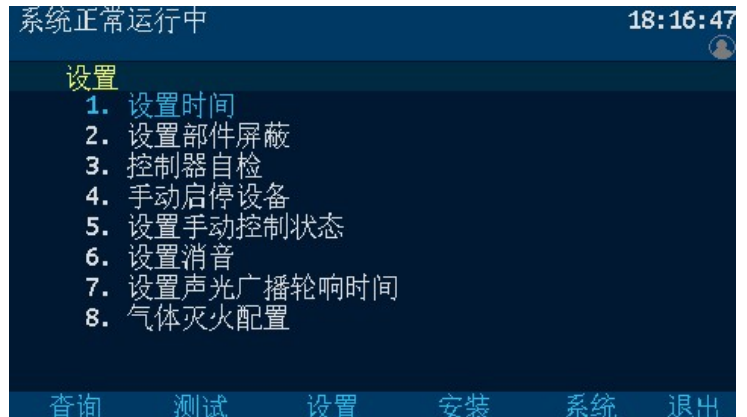 系统正常运行中 18:16:47
设置
1. 设置时间
2. 设置部件屏蔽
3. 控制器自检
4. 手动启停设备
5. 设置手动控制状态
6. 设置消音
7. 设置声光广播轮响时间
8. 气体灭火配置
查询 测试 设置 安装 系统 退出